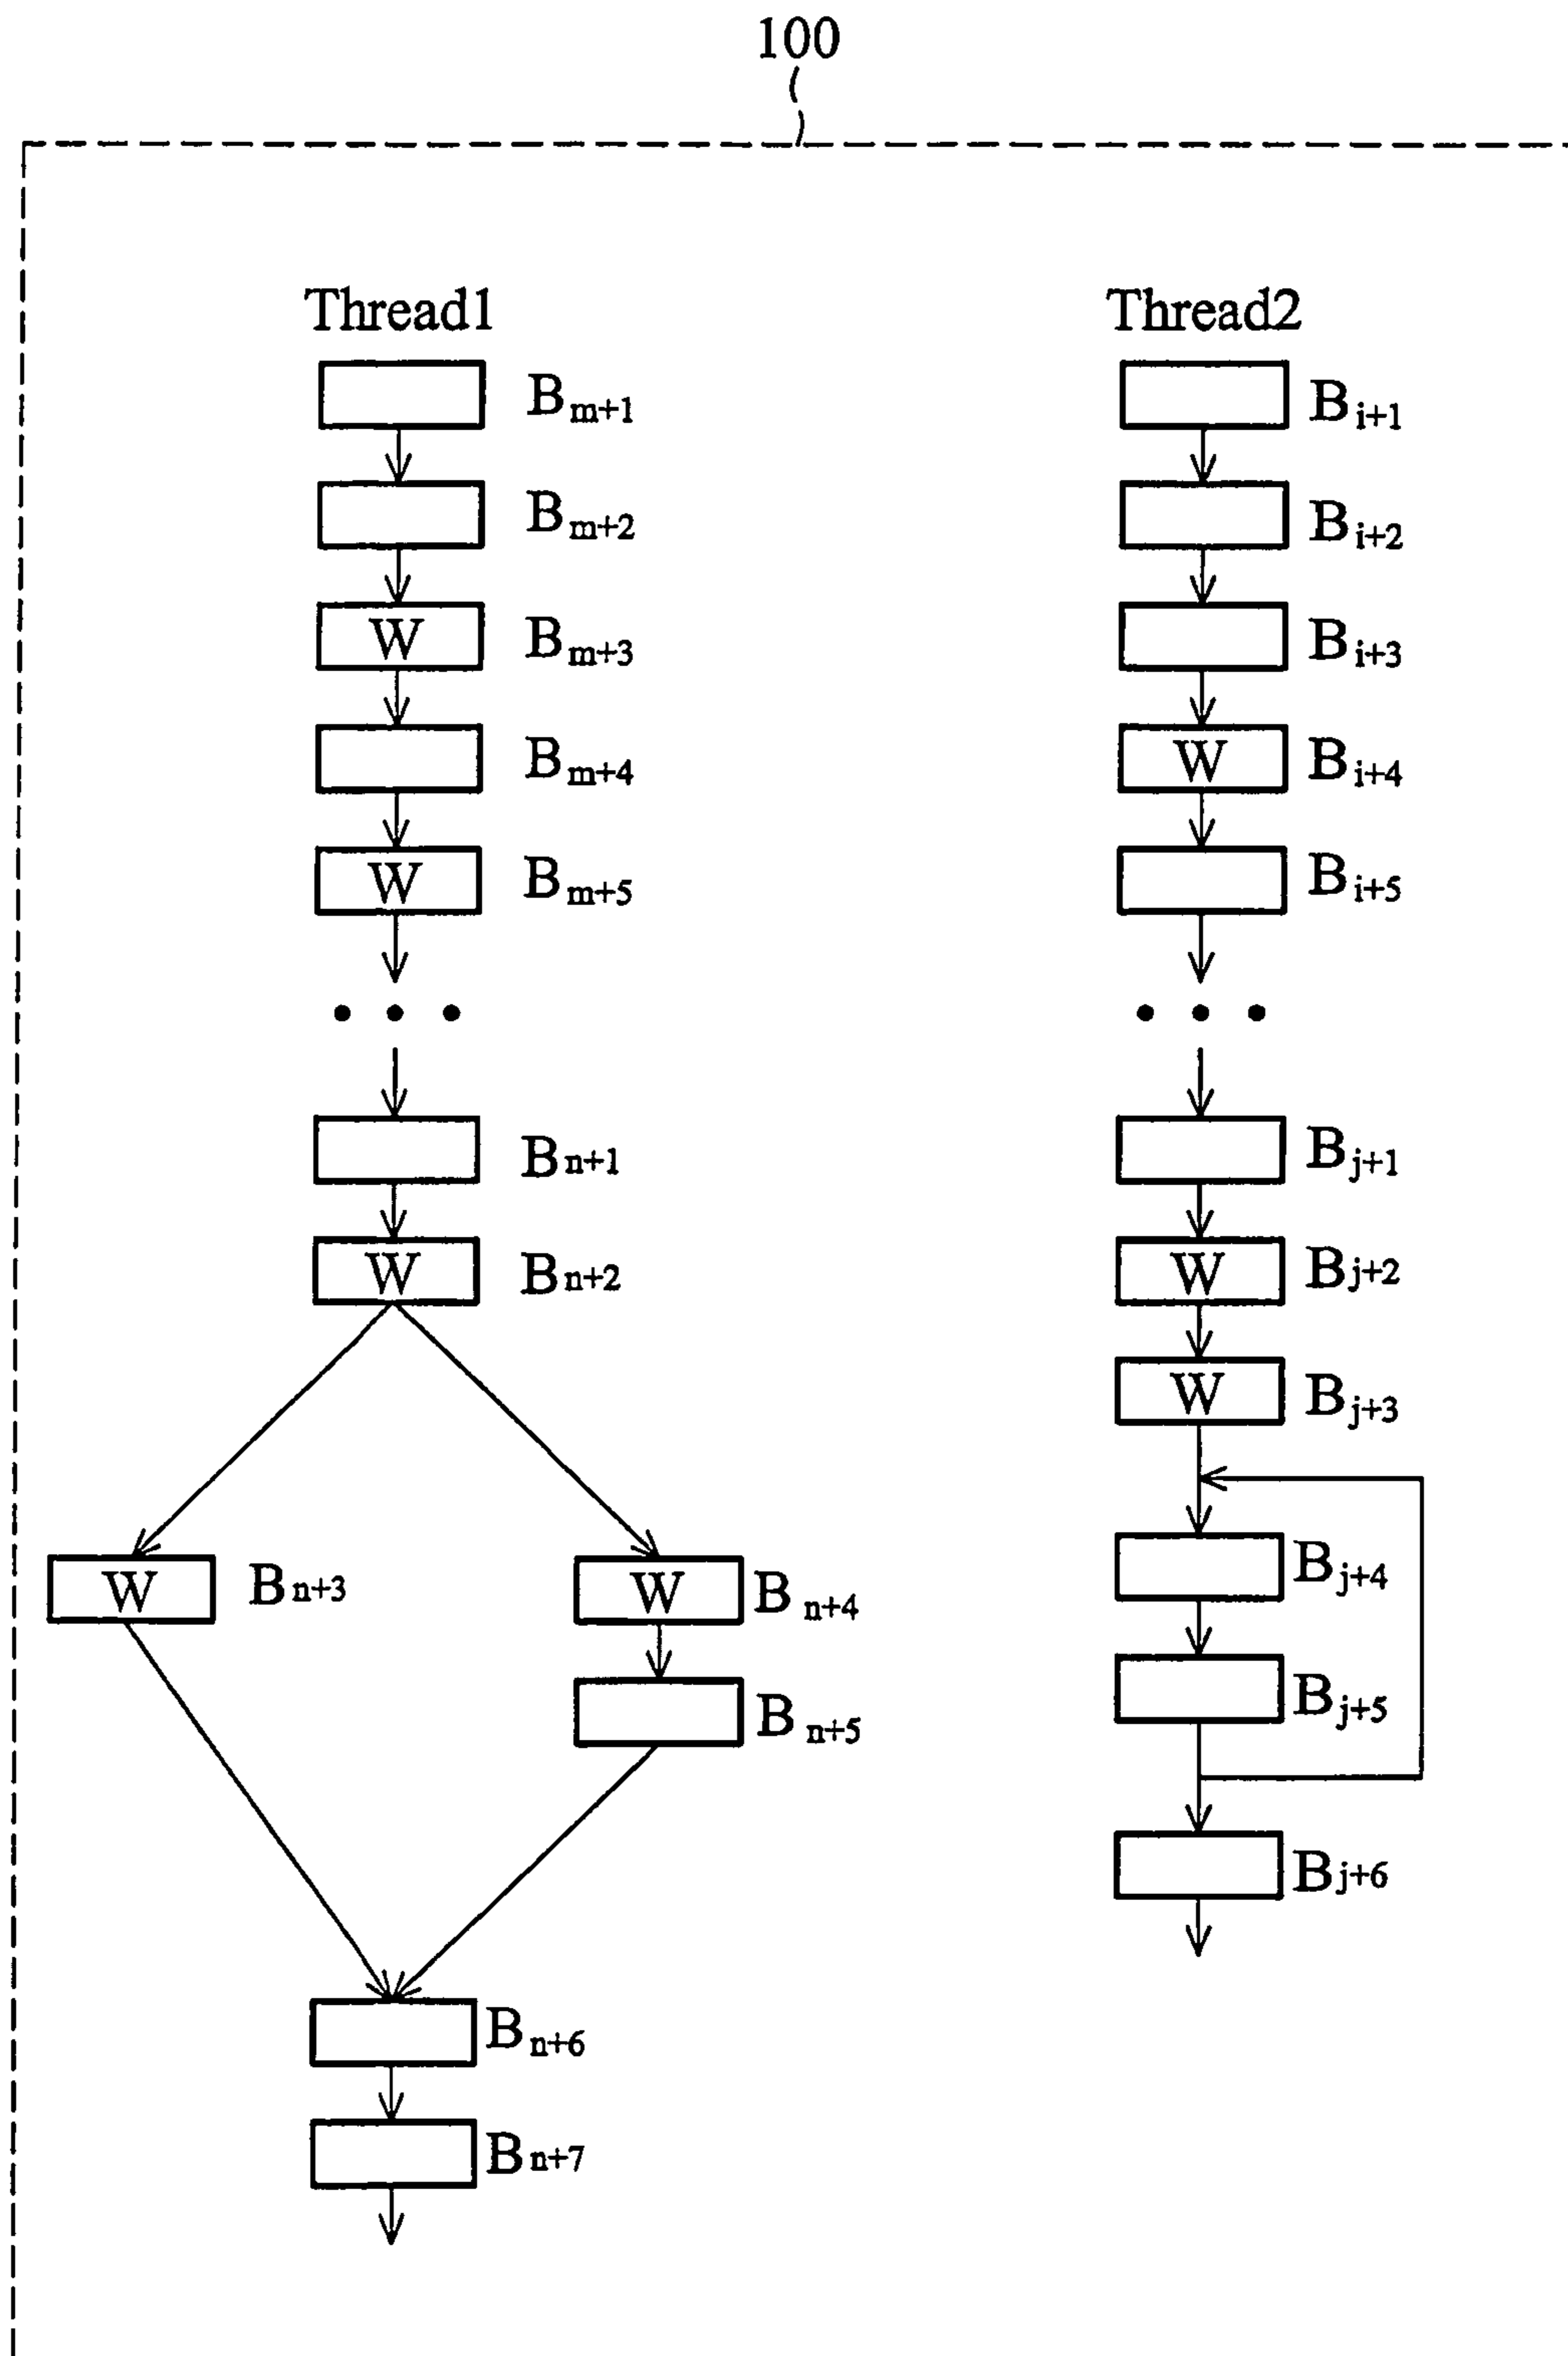 100
Thread1
Thread2
B m+1
B i+1
B m+2
B i+2
W B m+3
B i+3
B m+4
W B i+4
W B m+5
B i+5
• • •
• • •
B n+1
B j+1
W B n+2
W B j+2
W B j+3
W B n+3
W B n+4
B j+4
B n+5
B j+5
B j+6
B n+6
B n+7